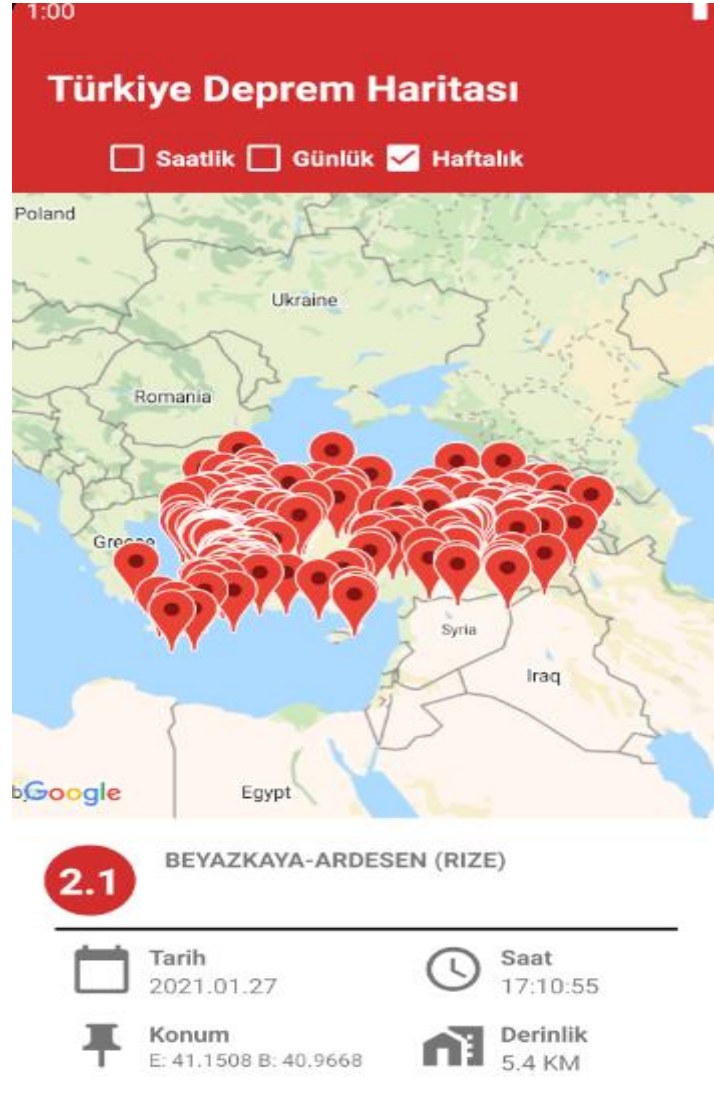 1:00
Türkiye Deprem Haritası
Saatlik Günlük Haftalık
Poland
Ukraine
Romania
Syria
Iraq
Google
Egypt
2.1
BEYAZKAYA-ARDESEN (RIZE)
Tarih
2021.01.27
Saat
17:10:55
Konum
E: 41.1508 B: 40.9668
Derinlik
5.4 KM